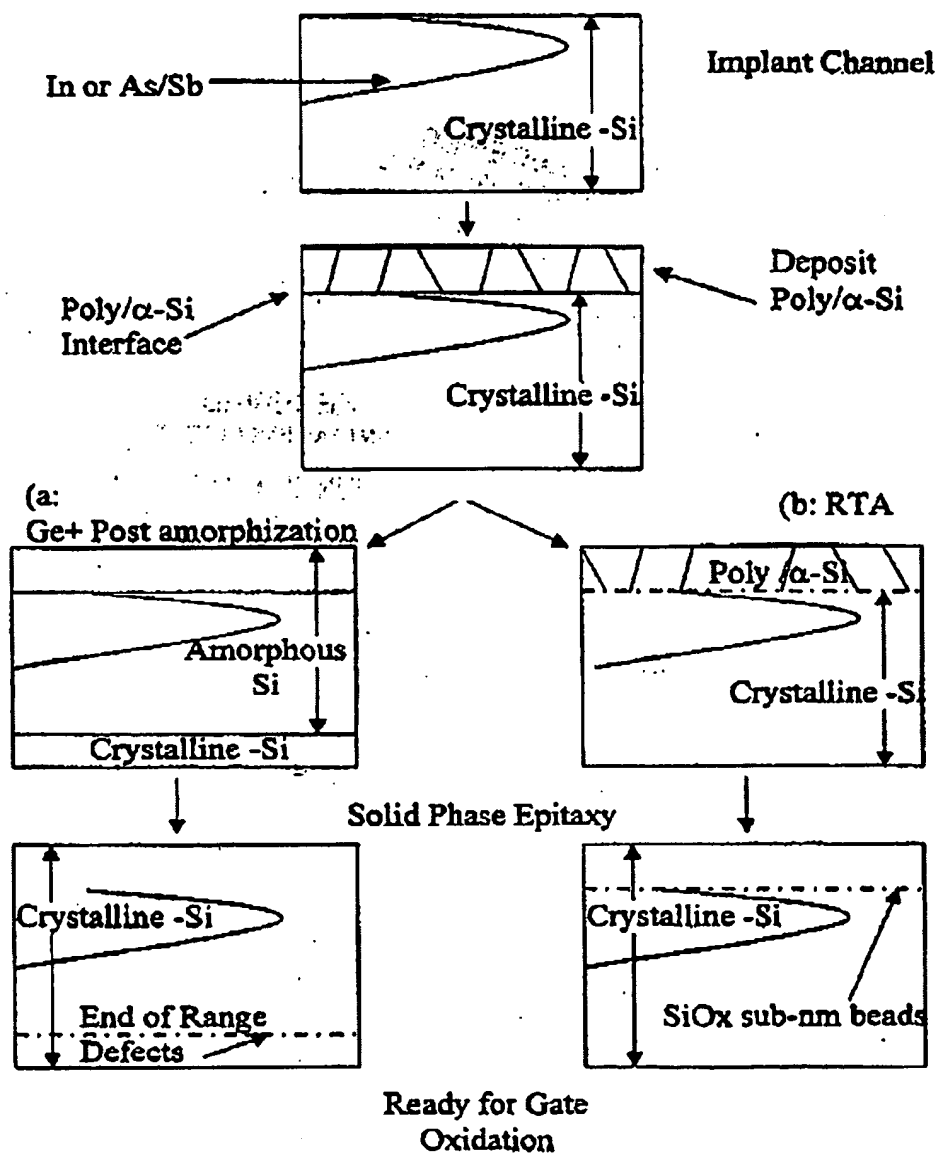 Implant Channel
In or As/Sb
Crystalline -Si
Deposit
Poly/α-Si
Poly/α-Si
Interface
Crystalline -Si
(a:
Ge+ Post amorphization
(b: RTA
Poly /α-Si
Amorphous
Si
Crystalline -Si
Crystalline -Si
Solid Phase Epitaxy
Crystalline -Si
Crystalline -Si
End of Range
Defects
SiOx sub-nm beads
Ready for Gate
Oxidation